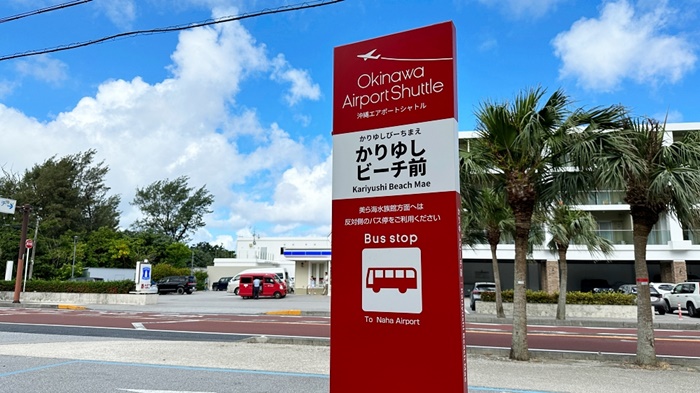 Okinawa
Airport Shuttle
沖縄エアポートシャトル
かりゆしびーちまえ
かりゆし
ビーチ前
Kariyushi Beach Mae
美ら海水族館方面へは
反対側のバス停をご利用ください
Bus stop
To Naha Airport